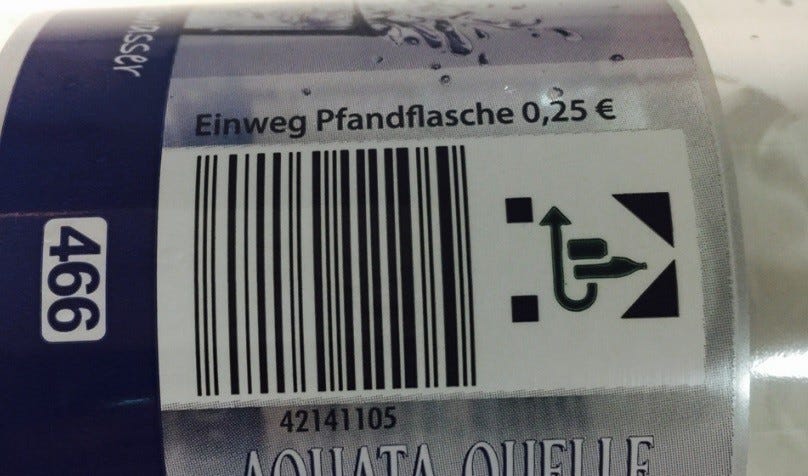 asser
Einweg Pfandflasche 0,25 €
466
42141105
AQUATA QUELLE